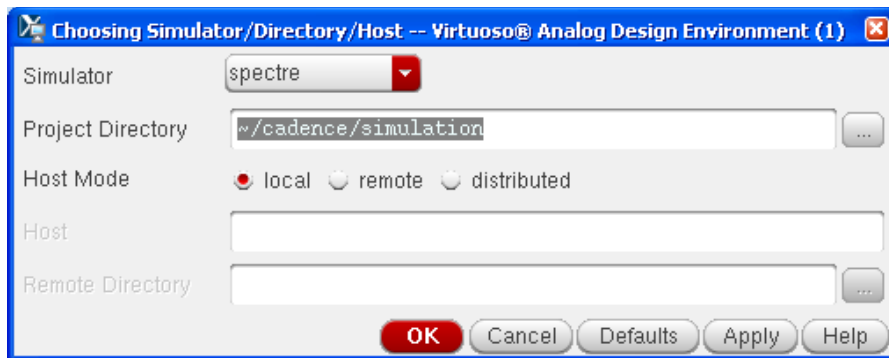 Choosing Simulator/Directory/Host -- Virtuoso® Analog Design Environment (1)
Simulator spectre
Project Directory ~/cadence/simulation ...
Host Mode local remote distributed
Host
Remote Directory ...
OK Cancel Defaults Apply Help